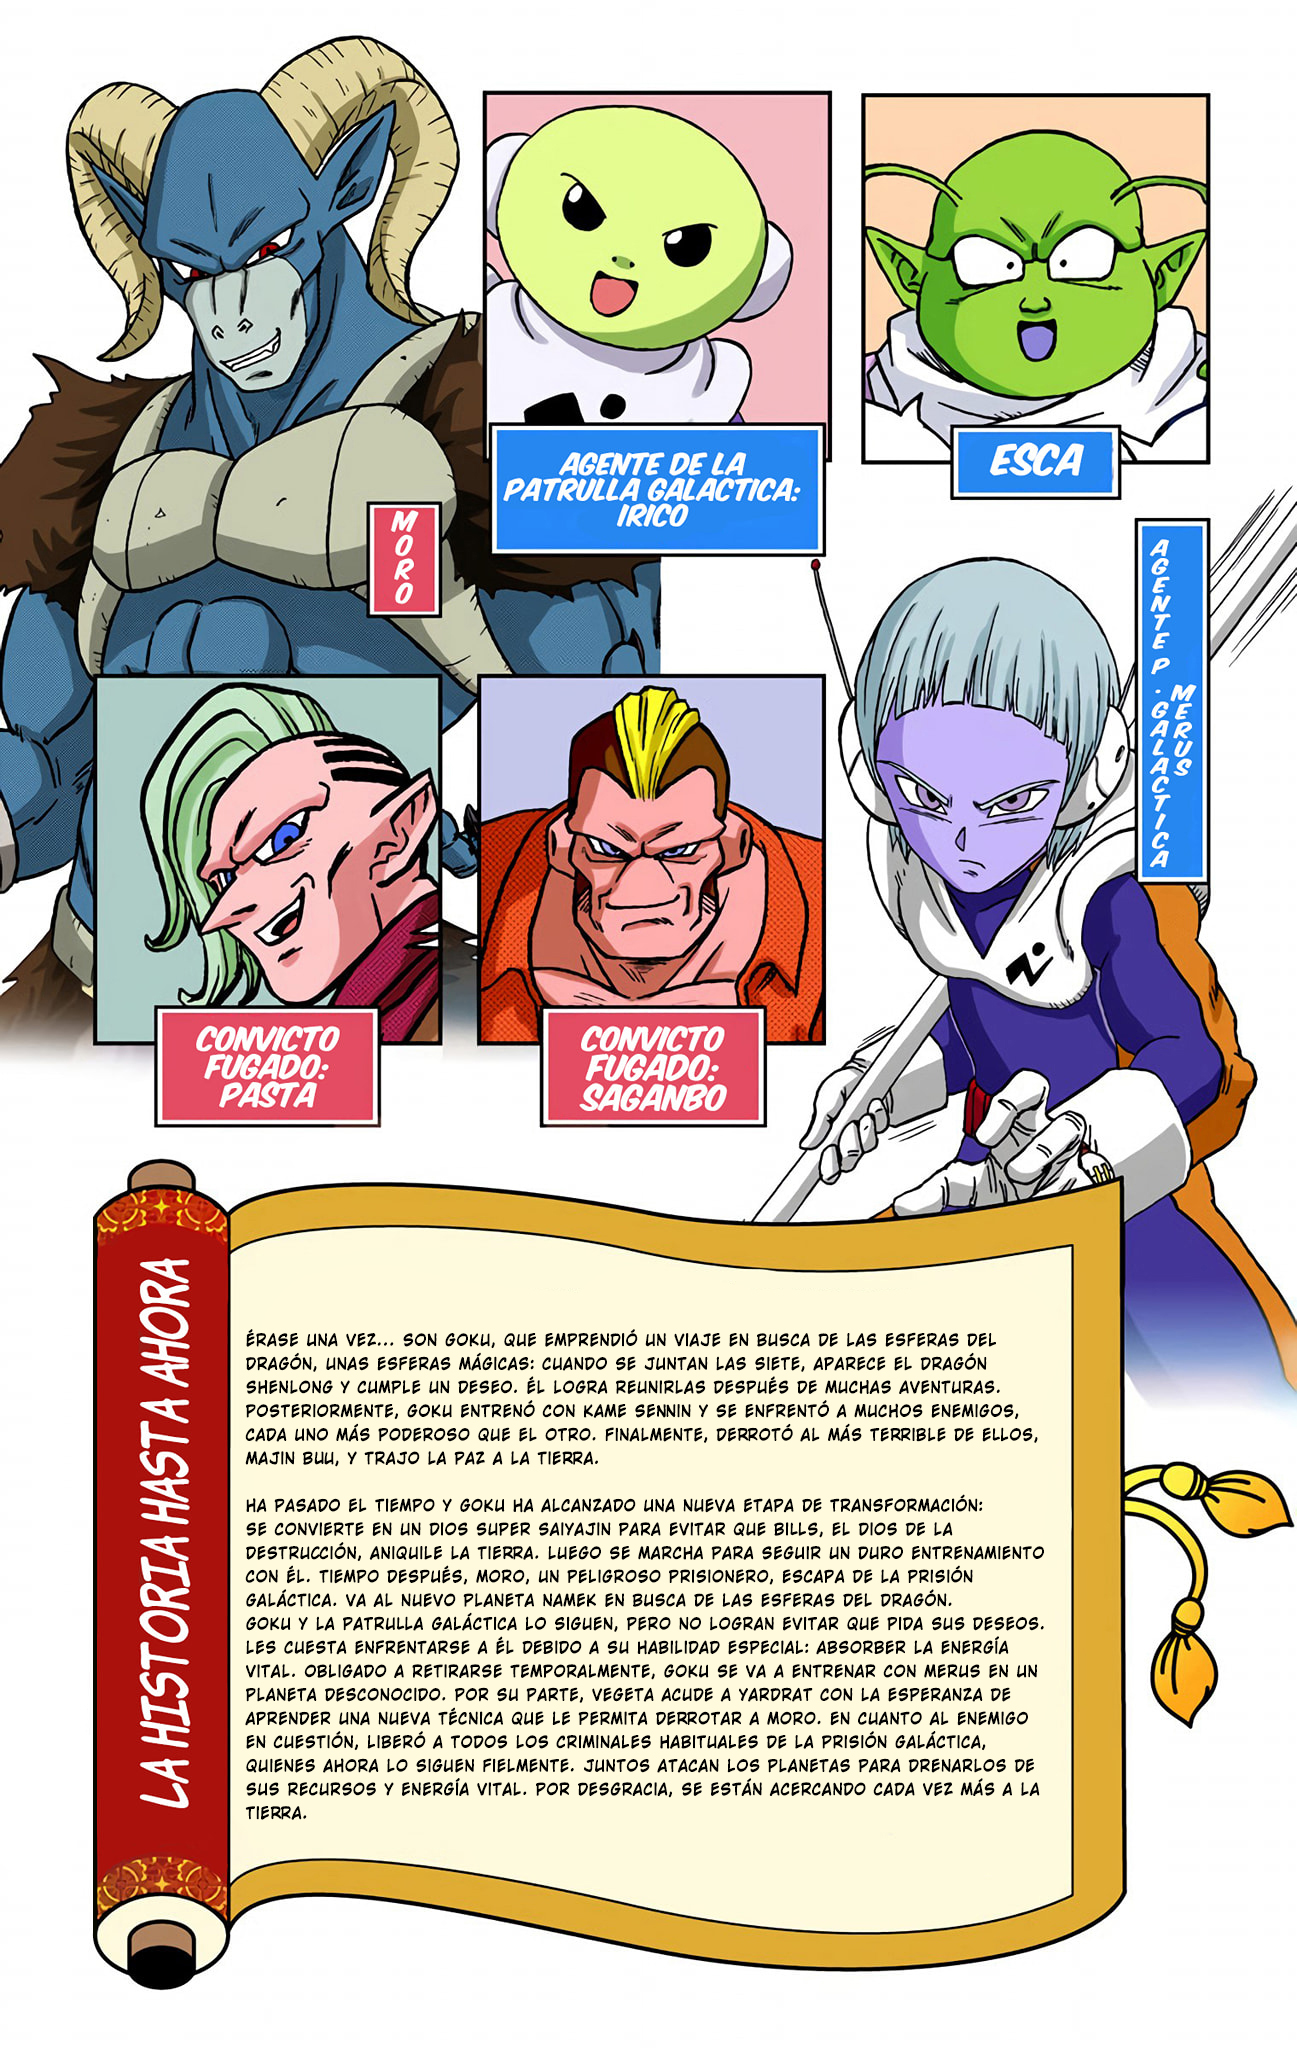 AGENTE DE LA
PATRULLA GALACTICA:
IRICO
ESCA
MORO
AGENTE P. GALACTICA
MERUS
CONVICTO
FUGADO:
PASTA
CONVICTO
FUGADO:
SAGANBO
LA HISTORIA HASTA AHORA
ÉRASE UNA VEZ... SON GOKU, QUE EMPRENDIÓ UN VIAJE EN BUSCA DE LAS ESFERAS DEL
DRAGÓN, UNAS ESFERAS MÁGICAS: CUANDO SE JUNTAN LAS SIETE, APARECE EL DRAGÓN
SHENLONG Y CUMPLE UN DESEO. ÉL LOGRA REUNIRLAS DESPUÉS DE MUCHAS AVENTURAS.
POSTERIORMENTE, GOKU ENTRENÓ CON KAME SENNIN Y SE ENFRENTÓ A MUCHOS ENEMIGOS,
CADA UNO MÁS PODEROSO QUE EL OTRO. FINALMENTE, DERROTÓ AL MÁS TERRIBLE DE ELLOS,
MAJIN BUU, Y TRAJO LA PAZ A LA TIERRA.
HA PASADO EL TIEMPO Y GOKU HA ALCANZADO UNA NUEVA ETAPA DE TRANSFORMACIÓN:
SE CONVIERTE EN UN DIOS SUPER SAIYAJIN PARA EVITAR QUE BILLS, EL DIOS DE LA
DESTRUCCIÓN, ANIQUILE LA TIERRA. LUEGO SE MARCHA PARA SEGUIR UN DURO ENTRENAMIENTO
CON ÉL. TIEMPO DESPUÉS, MORO, UN PELIGROSO PRISIONERO, ESCAPA DE LA PRISIÓN
GALÁCTICA. VA AL NUEVO PLANETA NAMEK EN BUSCA DE LAS ESFERAS DEL DRAGÓN.
GOKU Y LA PATRULLA GALÁCTICA LO SIGUEN, PERO NO LOGRAN EVITAR QUE PIDA SUS DESEOS.
LES CUESTA ENFRENTARSE A ÉL DEBIDO A SU HABILIDAD ESPECIAL: ABSORBER LA ENERGÍA
VITAL. OBLIGADO A RETIRARSE TEMPORALMENTE, GOKU SE VA A ENTRENAR CON MERUS EN UN
PLANETA DESCONOCIDO. POR SU PARTE, VEGETA ACUDE A YARDRAT CON LA ESPERANZA DE
APRENDER UNA NUEVA TÉCNICA QUE LE PERMITA DERROTAR A MORO. EN CUANTO AL ENEMIGO
EN CUESTIÓN, LIBERÓ A TODOS LOS CRIMINALES HABITUALES DE LA PRISIÓN GALÁCTICA,
QUIENES AHORA LO SIGUEN FIELMENTE. JUNTOS ATACAN LOS PLANETAS PARA DRENARLOS DE
SUS RECURSOS Y ENERGÍA VITAL. POR DESGRACIA, SE ESTÁN ACERCANDO CADA VEZ MÁS A LA
TIERRA.